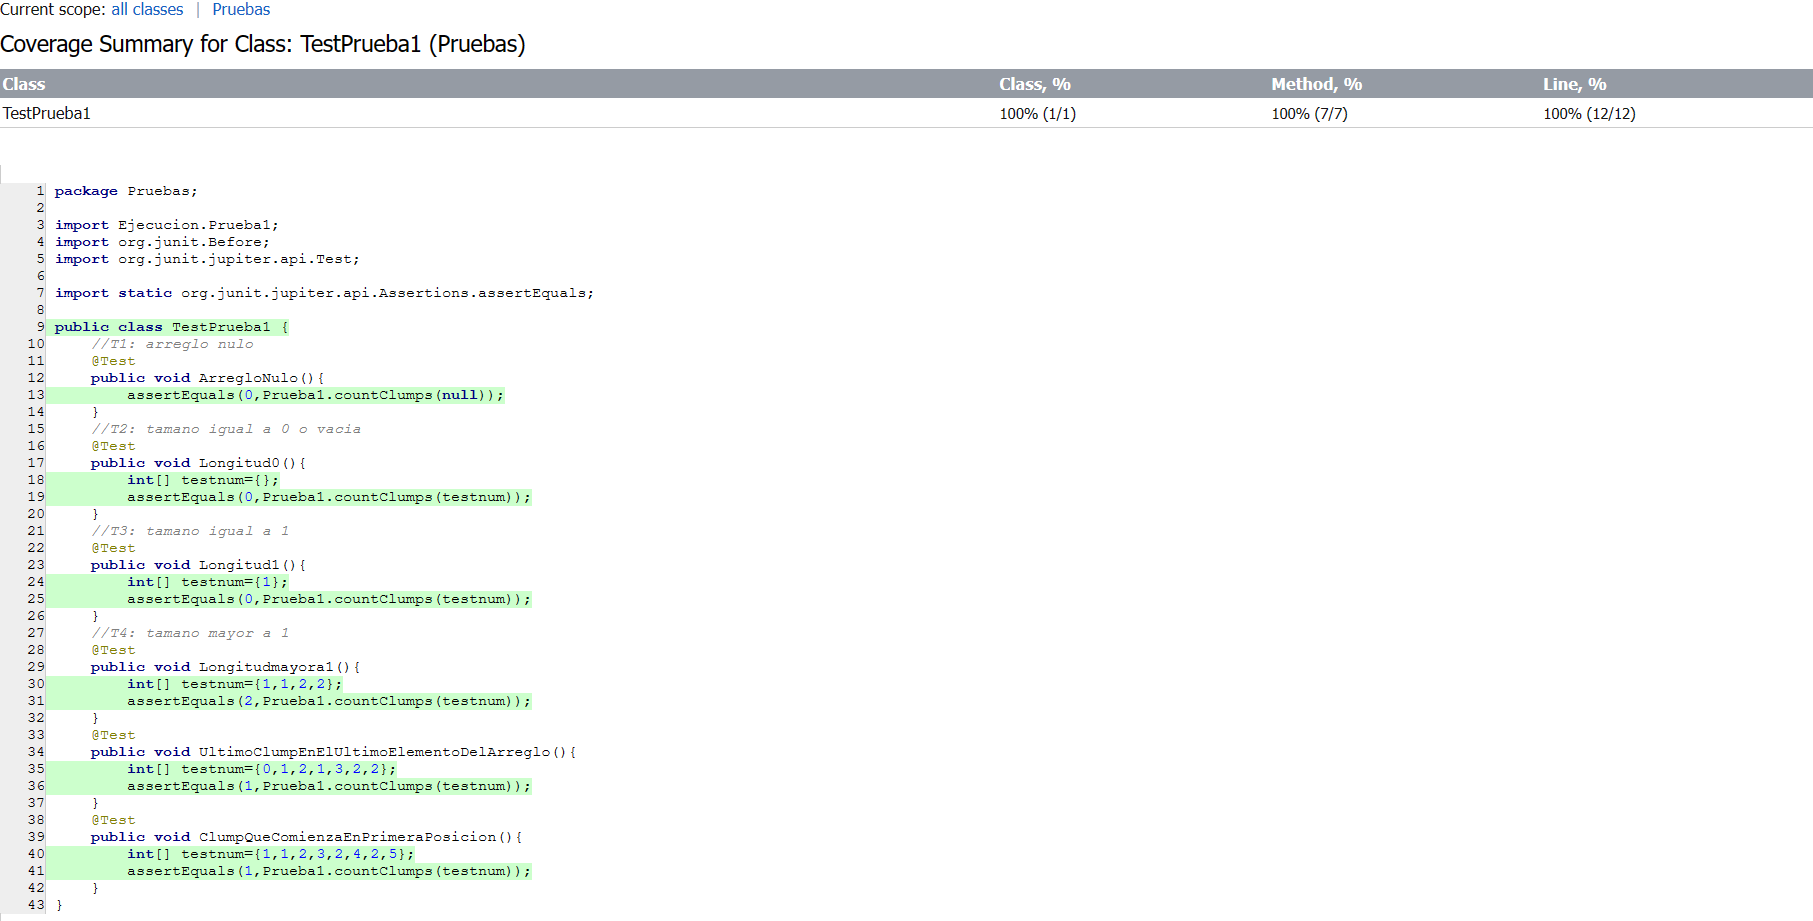 Current scope: all classes | Pruebas
Coverage Summary for Class: TestPrueba1 (Pruebas)
Class Class, % Method, % Line, %
TestPrueba1 100% (1/1) 100% (7/7) 100% (12/12)
1 package Pruebas;
2
3 import Ejecucion.Prueba1;
4 import org.junit.Before;
5 import org.junit.jupiter.api.Test;
6
7 import static org.junit.jupiter.api.Assertions.assertEquals;
8
9 public class TestPrueba1 {
10 //T1: arreglo nulo
11 @Test
12 public void ArregloNulo(){
13 assertEquals(0,Prueba1.countClumps(null));
14 }
15 //T2: tamano igual a 0 o vacia
16 @Test
17 public void Longitud0(){
18 int[] testnum={};
19 assertEquals(0,Prueba1.countClumps(testnum));
20 }
21 //T3: tamano igual a 1
22 @Test
23 public void Longitud1(){
24 int[] testnum={1};
25 assertEquals(0,Prueba1.countClumps(testnum));
26 }
27 //T4: tamano mayor a 1
28 @Test
29 public void Longitudmayora1(){
30 int[] testnum={1,1,2,2};
31 assertEquals(2,Prueba1.countClumps(testnum));
32 }
33 @Test
34 public void UltimoClumpEnElUltimoElementoDelArreglo(){
35 int[] testnum={0,1,2,1,3,2,2};
36 assertEquals(1,Prueba1.countClumps(testnum));
37 }
38 @Test
39 public void ClumpQueComienzaEnPrimeraPosicion(){
40 int[] testnum={1,1,2,3,2,4,2,5};
41 assertEquals(1,Prueba1.countClumps(testnum));
42 }
43 }